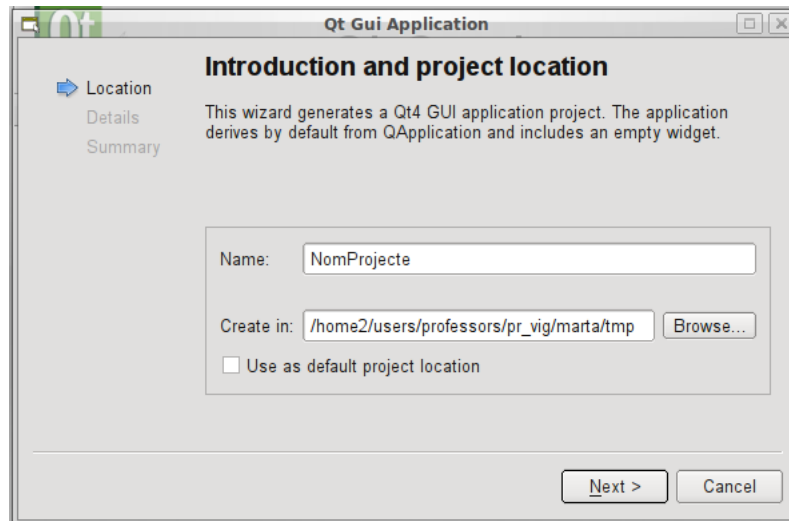 Qt Gui Application
Qt
Introduction and project location
Location
Details
Summary
This wizard generates a Qt4 GUI application project. The application
derives by default from QApplication and includes an empty widget.
Name: NomProjecte
Create in: /home2/users/professors/pr_vig/marta/tmp Browse...
Use as default project location
Next > Cancel